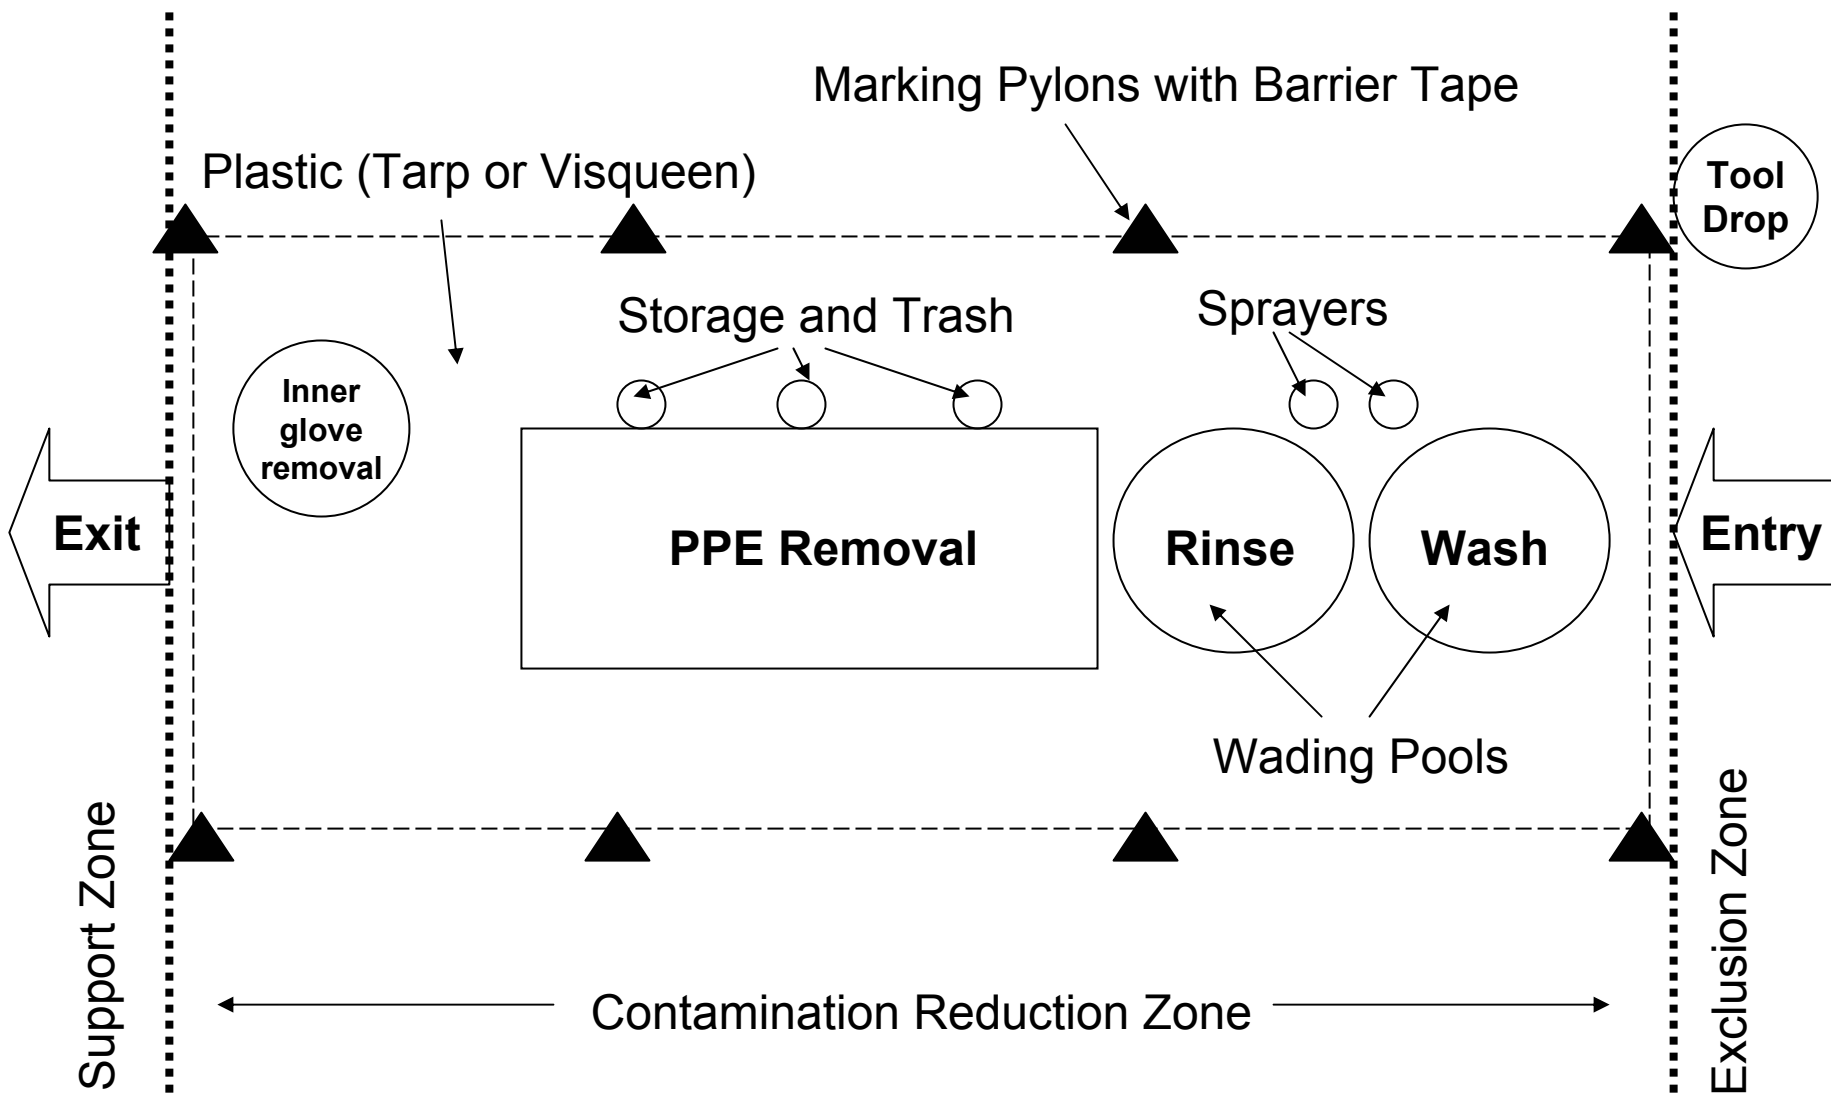 Marking Pylons with Barrier Tape
Plastic (Tarp or Visqueen)
Tool
Drop
Storage and Trash
Sprayers
Inner
glove
removal
Exit
PPE Removal
Rinse
Wash
Entry
Wading Pools
Support Zone
Contamination Reduction Zone
Exclusion Zone